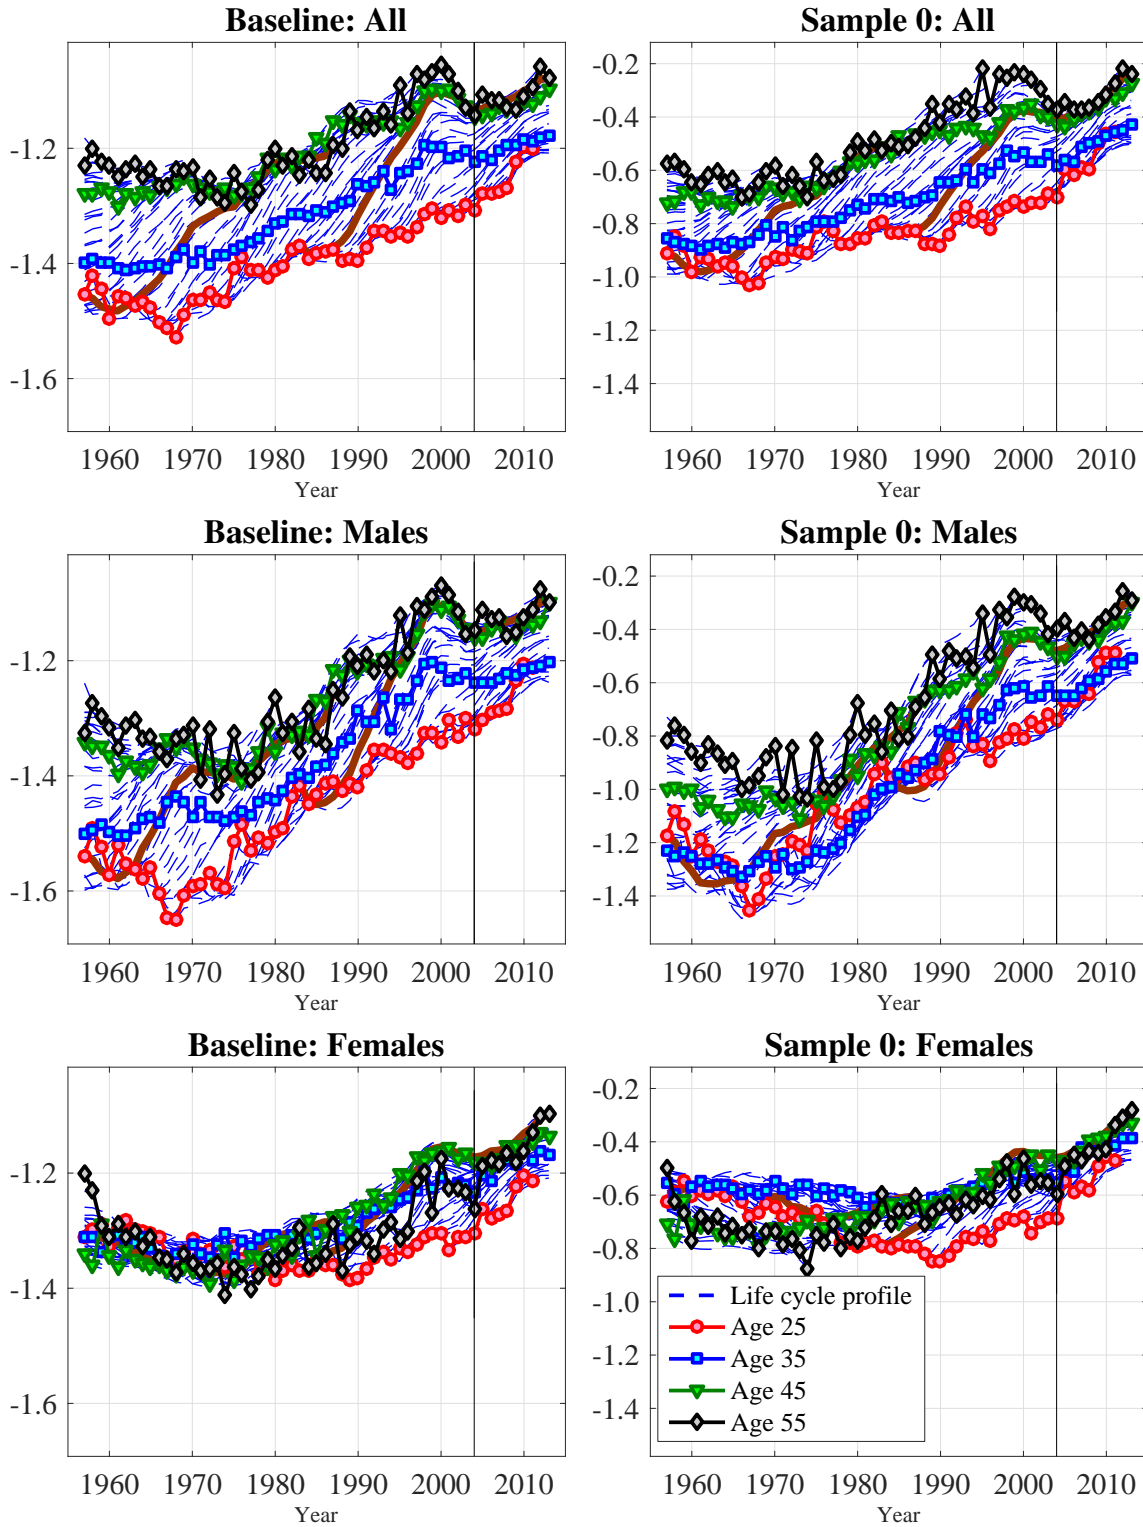 Baseline: All
-1.2
-1.4
-1.6
1960 1970 1980 1990 2000 2010
Year
Sample 0: All
-0.2
-0.4
-0.6
-0.8
-1.0
-1.2
-1.4
1960 1970 1980 1990 2000 2010
Year
Baseline: Males
-1.2
-1.4
-1.6
1960 1970 1980 1990 2000 2010
Year
Sample 0: Males
-0.2
-0.4
-0.6
-0.8
-1.0
-1.2
-1.4
1960 1970 1980 1990 2000 2010
Year
Baseline: Females
-1.2
-1.4
-1.6
1960 1970 1980 1990 2000 2010
Year
Sample 0: Females
-0.2
-0.4
-0.6
-0.8
-1.0
-1.2
-1.4
Life cycle profile
Age 25
Age 35
Age 45
Age 55
1960 1970 1980 1990 2000 2010
Year